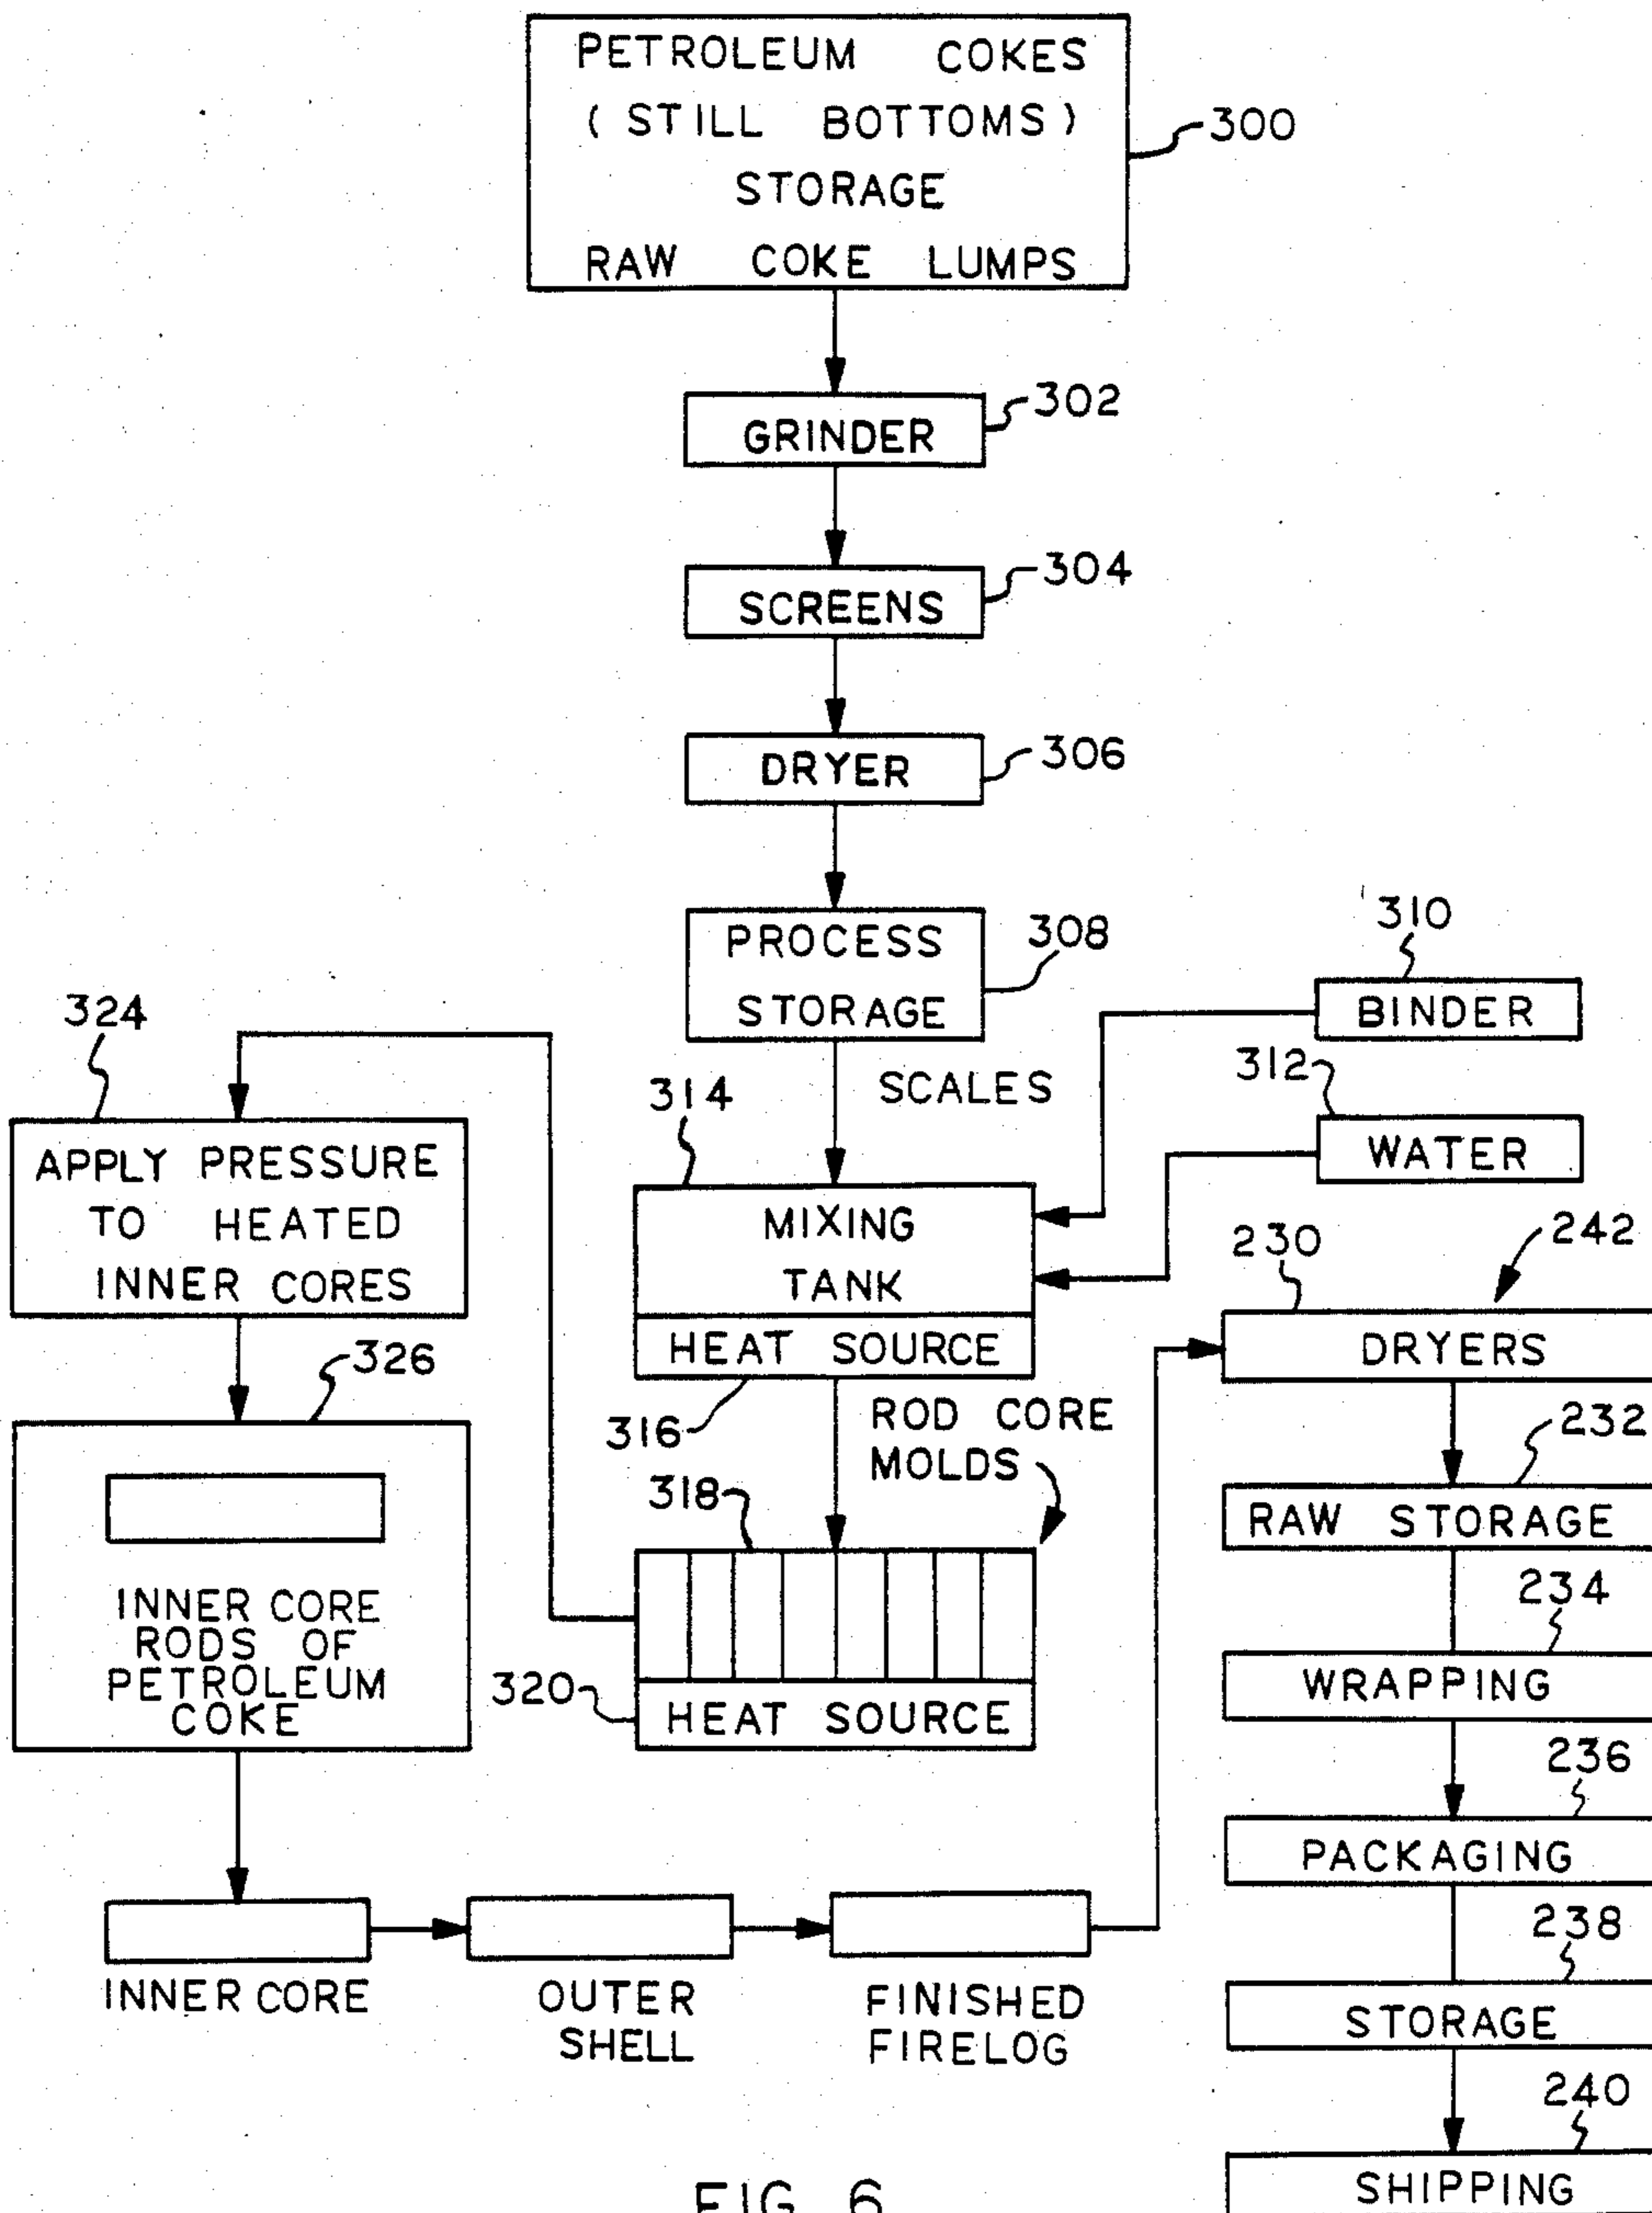 PETROLEUM COKES
( STILL BOTTOMS )
STORAGE
RAW COKE LUMPS
300
GRINDER
302
SCREENS
304
DRYER
306
PROCESS
STORAGE
308
SCALES
310
BINDER
312
WATER
314
MIXING
TANK
HEAT SOURCE
316
ROD CORE
MOLDS
318
320
HEAT SOURCE
324
APPLY PRESSURE
TO HEATED
INNER CORES
326
INNER CORE
RODS OF
PETROLEUM
COKE
INNER CORE
OUTER
SHELL
FINISHED
FIRELOG
242
230
DRYERS
232
RAW STORAGE
234
WRAPPING
236
PACKAGING
238
STORAGE
240
SHIPPING
FIG 6